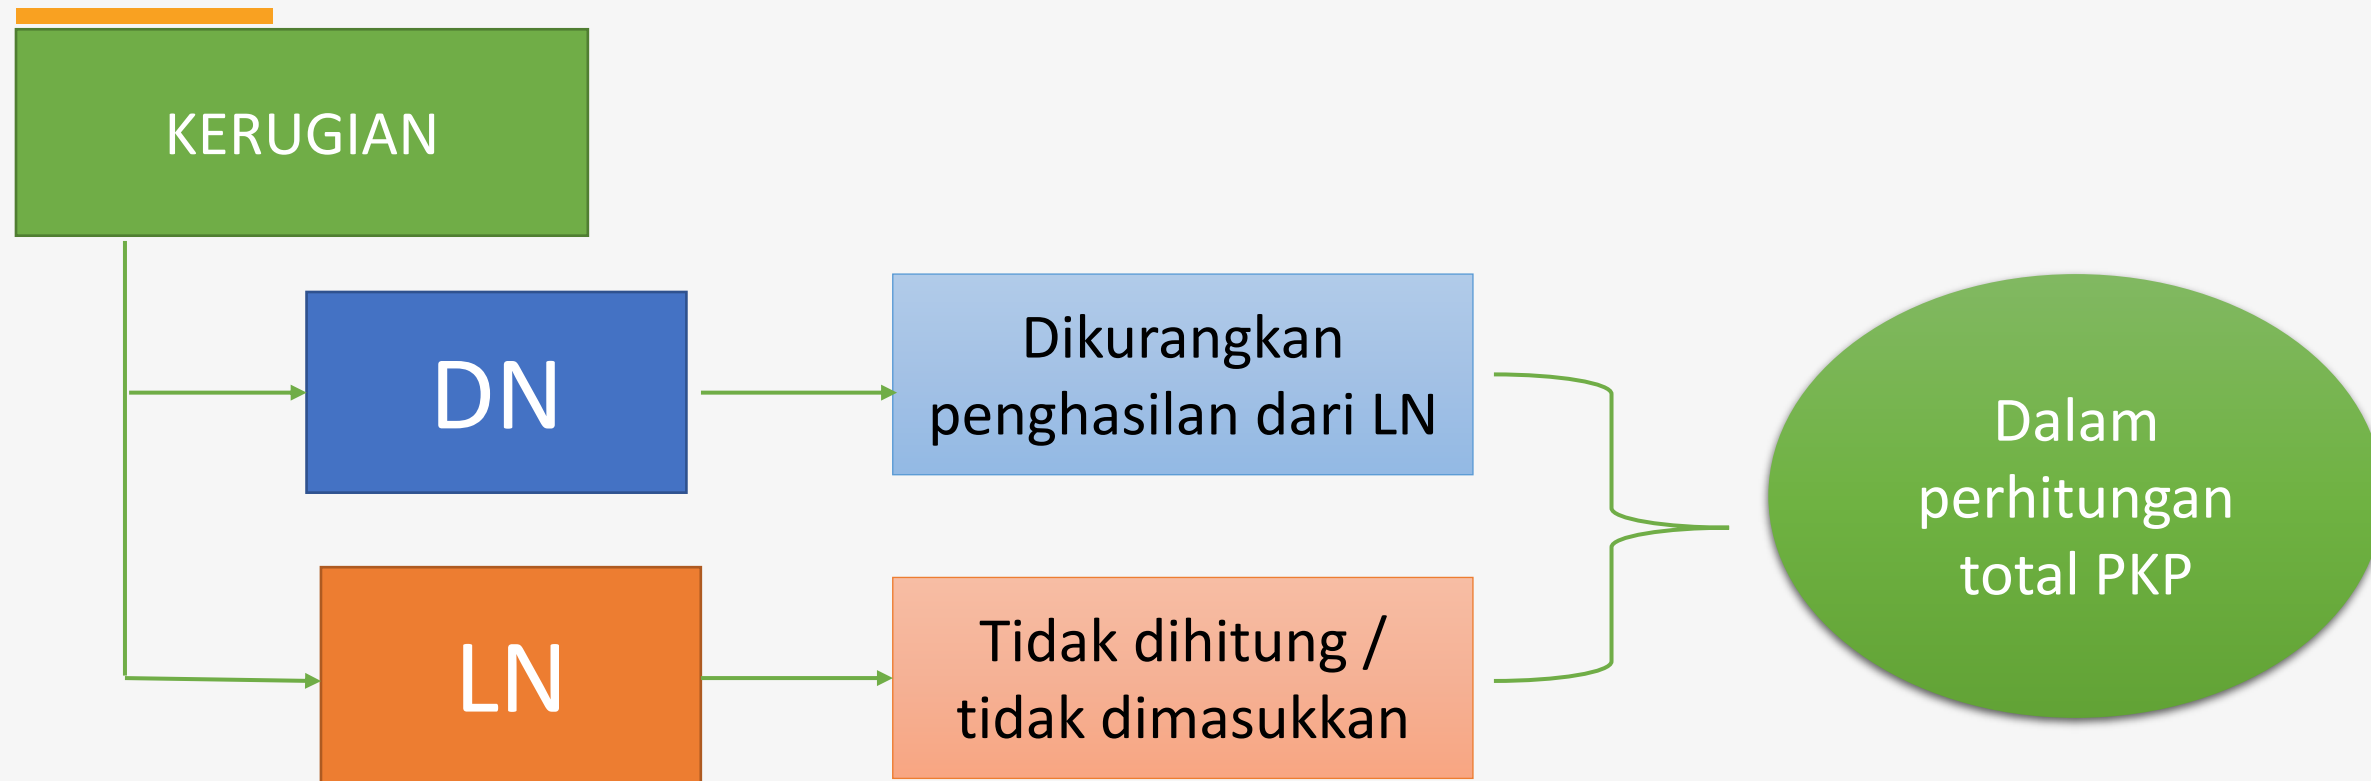 KERUGIAN
DN
Dikurangkan
penghasilan dari LN
LN
Tidak dihitung /
tidak dimasukkan
Dalam
perhitungan
total PKP